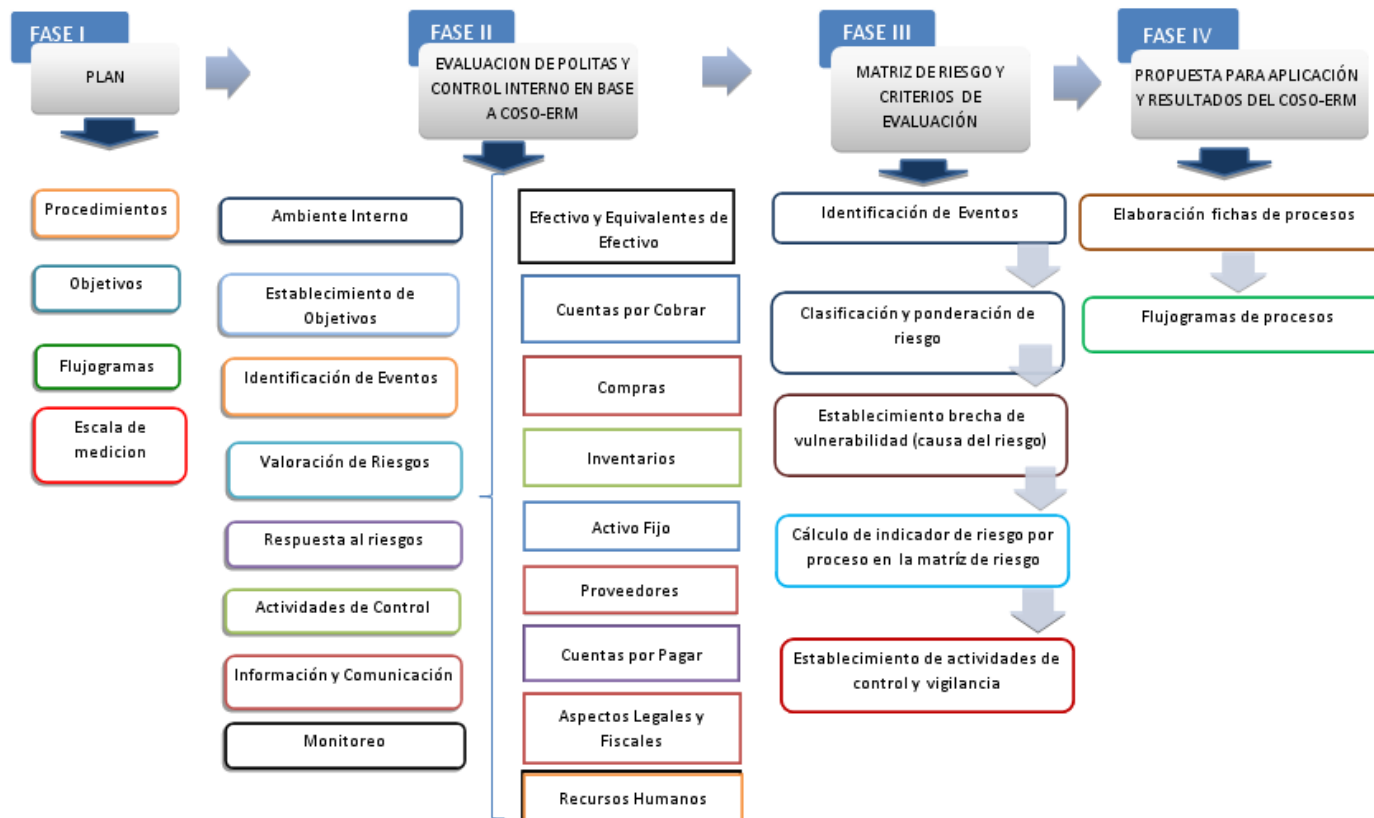 FASE I
PLAN
Procedimientos
Objetivos
Flujogramas
Escala de
medicion
FASE II
EVALUACION DE POLITAS Y
CONTROL INTERNO EN BASE
A COSO-ERM
Ambiente Interno
Establecimiento de
Objetivos
Identificación de Eventos
Valoración de Riesgos
Respuesta al riesgos
Actividades de Control
Información y Comunicación
Monitoreo
Efectivo y Equivalentes de
Efectivo
Cuentas por Cobrar
Compras
Inventarios
Activo Fijo
Proveedores
Cuentas por Pagar
Aspectos Legales y
Fiscales
Recursos Humanos
FASE III
MATRIZ DE RIESGO Y
CRITERIOS DE
EVALUACIÓN
Identificación de Eventos
Clasificación y ponderación de
riesgo
Establecimiento brecha de
vulnerabilidad (causa del riesgo)
Cálculo de indicador de riesgo por
proceso en la matríz de riesgo
Establecimiento de actividades de
control y vigilancia
FASE IV
PROPUESTA PARA APLICACIÓN
Y RESULTADOS DEL COSO-ERM
Elaboración fichas de procesos
Flujogramas de procesos